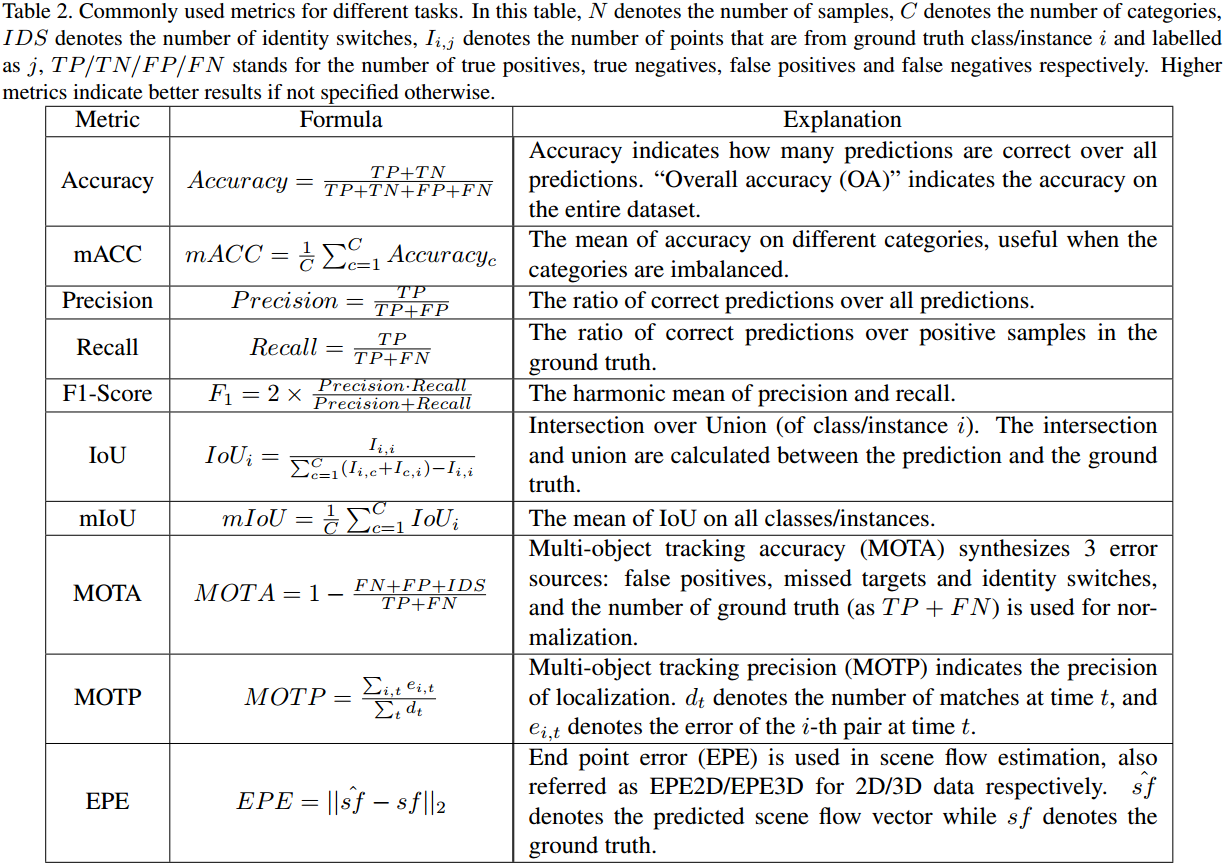 Table 2. Commonly used metrics for different tasks. In this table, N denotes the number of samples, C denotes the number of categories,
IDS denotes the number of identity switches, I_{i,j} denotes the number of points that are from ground truth class/instance i and labelled
as j, TP/TN/FP/FN stands for the number of true positives, true negatives, false positives and false negatives respectively. Higher
metrics indicate better results if not specified otherwise.
Metric Formula Explanation
Accuracy Accuracy = \frac{TP+TN}{TP+TN+FP+FN}
Accuracy indicates how many predictions are correct over all
predictions. “Overall accuracy (OA)” indicates the accuracy on
the entire dataset.
mACC mACC = \frac{1}{C} \sum_{c=1}^{C} Accuracy_c
The mean of accuracy on different categories, useful when the
categories are imbalanced.
Precision Precision = \frac{TP}{TP+FP} The ratio of correct predictions over all predictions.
Recall Recall = \frac{TP}{TP+FN}
The ratio of correct predictions over positive samples in the
ground truth.
F1-Score F_1 = 2 × \frac{Precision·Recall}{Precision+Recall} The harmonic mean of precision and recall.
IoU IoU_i = \frac{I_{i,i}}{\sum_{c=1}^{C}(I_{i,c}+I_{c,i})-I_{i,i}}
Intersection over Union (of class/instance i). The intersection
and union are calculated between the prediction and the ground
truth.
mIoU mIoU = \frac{1}{C} \sum_{c=1}^{C} IoU_i The mean of IoU on all classes/instances.
MOTA MOTA = 1 − \frac{FN+FP+IDS}{TP+FN}
Multi-object tracking accuracy (MOTA) synthesizes 3 error
sources: false positives, missed targets and identity switches,
and the number of ground truth (as TP + FN) is used for nor-
malization.
MOTP MOTP = \frac{\sum_{i,t} e_{i,t}}{\sum_t d_t}
Multi-object tracking precision (MOTP) indicates the precision
of localization. d_t denotes the number of matches at time t, and
e_{i,t} denotes the error of the i-th pair at time t.
EPE EPE = ||\hat{sf} − sf||_2
End point error (EPE) is used in scene flow estimation, also
referred as EPE2D/EPE3D for 2D/3D data respectively. \hat{sf}
denotes the predicted scene flow vector while sf denotes the
ground truth.